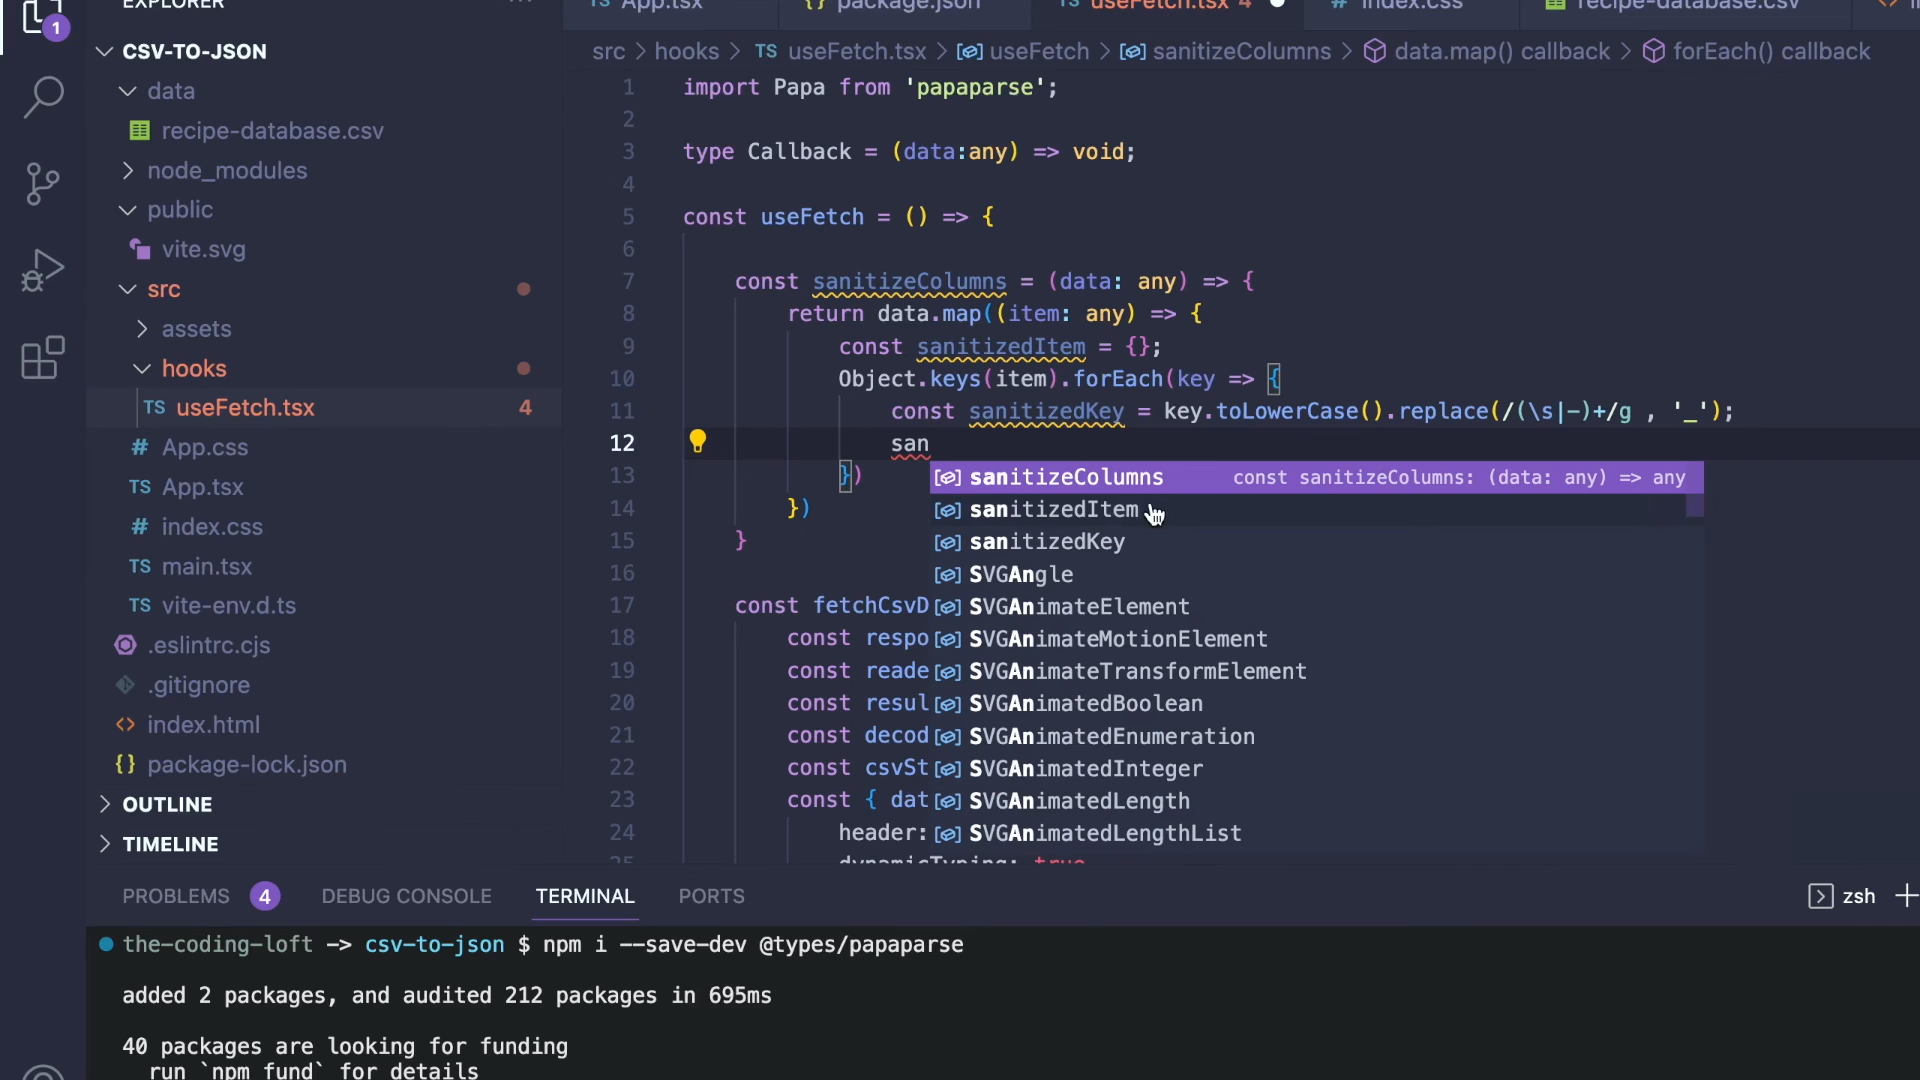 EXPLORER
App.tsx
package.json
useFetch.tsx 4
index.css
recipe-database.csv
1
CSV-TO-JSON
src > hooks > TS useFetch.tsx > useFetch > sanitizeColumns > data.map() callback > forEach() callback
data
recipe-database.csv
node_modules
public
vite.svg
src
assets
hooks
TS useFetch.tsx 4
# App.css
TS App.tsx
# index.css
TS main.tsx
TS vite-env.d.ts
.eslintrc.cjs
.gitignore
<> index.html
{} package-lock.json
OUTLINE
TIMELINE
1 import Papa from 'papaparse';
2
3 type Callback = (data:any) => void;
4
5 const useFetch = () => {
6
7 const sanitizeColumns = (data: any) => {
8 return data.map((item: any) => {
9 const sanitizedItem = {};
10 Object.keys(item).forEach(key => {
11 const sanitizedKey = key.toLowerCase().replace(/(\s|-)+/g , '_');
12 san
13 })
14 })
15 }
16
17 const fetchCsvD
18 const respo
19 const reade
20 const resul
21 const decod
22 const csvSt
23 const { dat
24 header:
25 dynamicTyping: true
sanitizeColumns const sanitizeColumns: (data: any) => any
sanitizedItem
sanitizedKey
SVGAngle
SVGAnimateElement
SVGAnimateMotionElement
SVGAnimateTransformElement
SVGAnimatedBoolean
SVGAnimatedEnumeration
SVGAnimatedInteger
SVGAnimatedLength
SVGAnimatedLengthList
PROBLEMS 4 DEBUG CONSOLE TERMINAL PORTS
zsh
the-coding-loft -> csv-to-json $ npm i --save-dev @types/papaparse
added 2 packages, and audited 212 packages in 695ms
40 packages are looking for funding
run `npm fund` for details